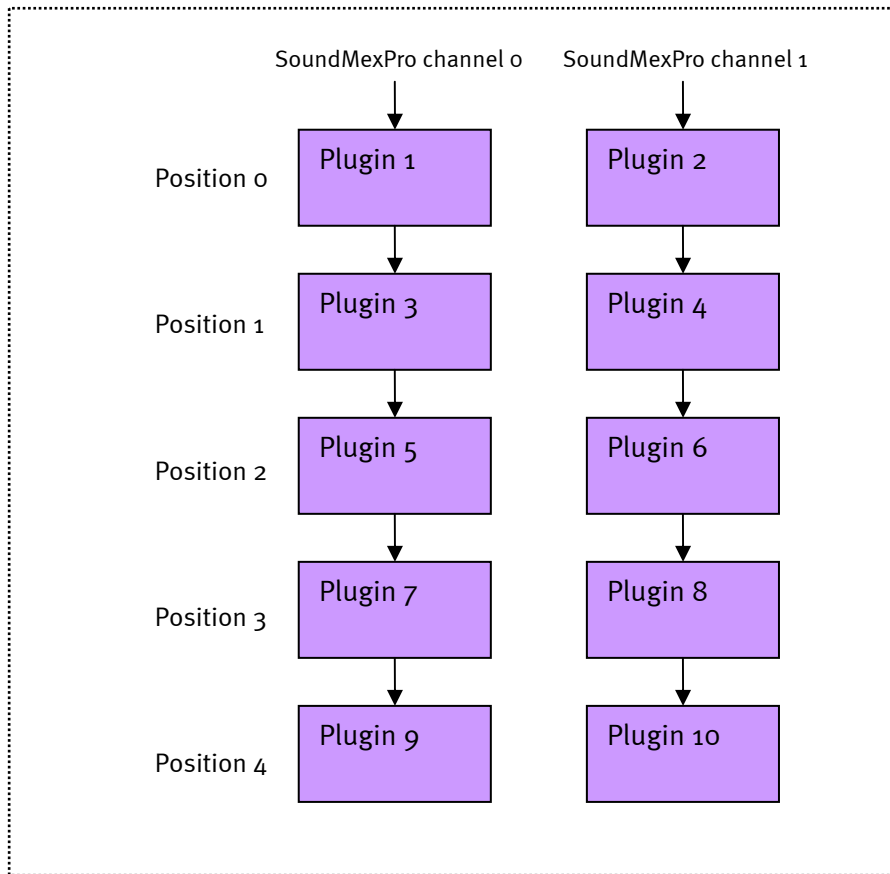 SoundMexPro channel 0 SoundMexPro channel 1
Position 0 Plugin 1 Plugin 2
Position 1 Plugin 3 Plugin 4
Position 2 Plugin 5 Plugin 6
Position 3 Plugin 7 Plugin 8
Position 4 Plugin 9 Plugin 10